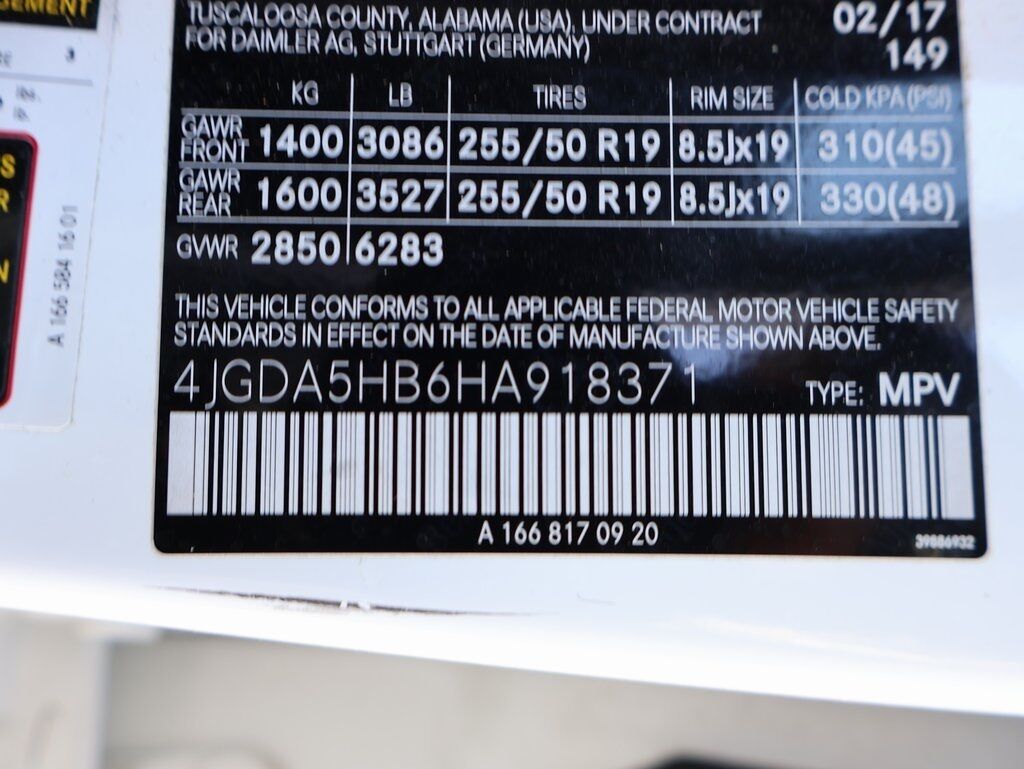 GEMENT
TUSCALOOSA COUNTY, ALABAMA (USA), UNDER CONTRACT
FOR DAIMLER AG, STUTTGART (GERMANY)
02/17
149
KG LB TIRES RIM SIZE COLD KPA (PSI)
GAWR FRONT 1400 3086 255/50 R19 8.5Jx19 310(45)
GAWR REAR 1600 3527 255/50 R19 8.5Jx19 330(48)
GVWR 2850 6283
THIS VEHICLE CONFORMS TO ALL APPLICABLE FEDERAL MOTOR VEHICLE SAFETY
STANDARDS IN EFFECT ON THE DATE OF MANUFACTURE SHOWN ABOVE.
4JGDA5HB6HA918371 TYPE: MPV
A 166 817 09 20
39886932
A 166 584 16 01
3
lbs.
S
R
N